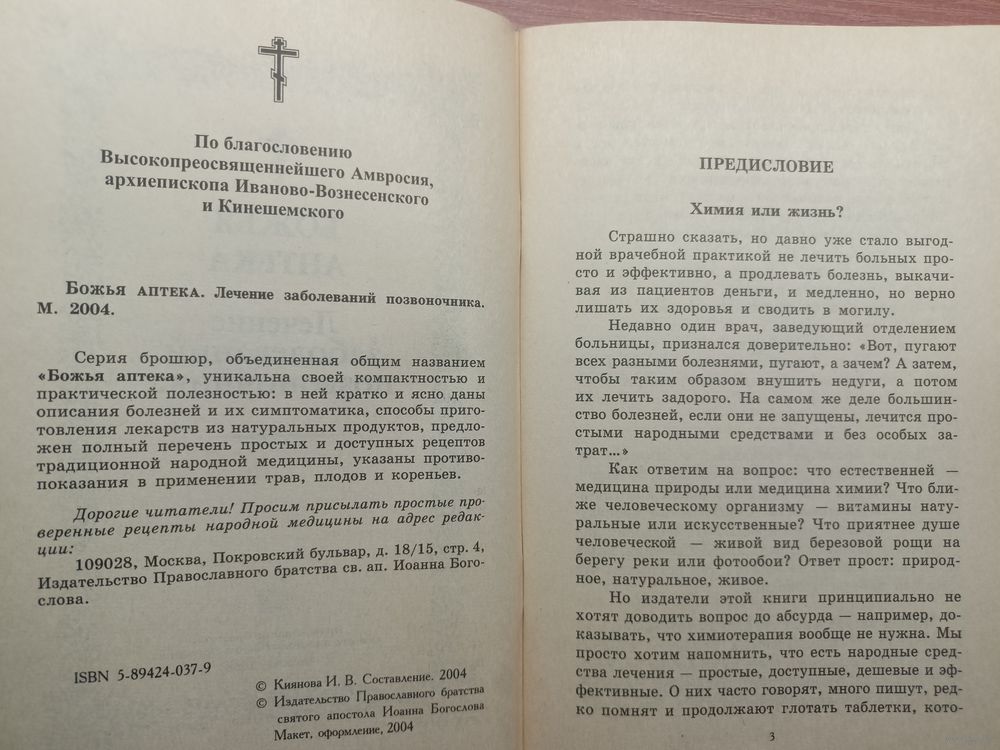 По благословению
Высокопреосвященнейшего Амвросия,
архиепископа Иваново-Вознесенского
и Кинешемского
Божья аптека. Лечение заболеваний позвоночника.
М. 2004.
Серия брошюр, объединенная общим названием
«Божья аптека», уникальна своей компактностью и
практической полезностью: в ней кратко и ясно даны
описания болезней и их симптоматика, способы приго-
товления лекарств из натуральных продуктов, предло-
жен полный перечень простых и доступных рецептов
традиционной народной медицины, указаны противо-
показания в применении трав, плодов и кореньев.
Дорогие читатели! Просим присылать простые про-
веренные рецепты народной медицины на адрес редак-
ции:
109028, Москва, Покровский бульвар, д. 18/15, стр. 4,
Издательство Православного братства св. ап. Иоанна Бого-
слова.
ISBN 5-89424-037-9
© Киянова И. В. Составление. 2004
© Издательство Православного братства
святого апостола Иоанна Богослова
Макет, оформление, 2004
ПРЕДИСЛОВИЕ
Химия или жизнь?
Страшно сказать, но давно уже стало выгод-
ной врачебной практикой не лечить больных про-
сто и эффективно, а продлевать болезнь, выкачи-
вая из пациентов деньги, и медленно, но верно
лишать их здоровья и сводить в могилу.
Недавно один врач, заведующий отделением
больницы, признался доверительно: «Вот, пугают
всех разными болезнями, пугают, а зачем? А затем,
чтобы таким образом внушить недуги, а потом
их лечить задорого. На самом же деле большин-
ство болезней, если они не запущены, лечится про-
стыми народными средствами и без особых за-
трат...»
Как ответим на вопрос: что естественней —
медицина природы или медицина химии? Что бли-
же человеческому организму — витамины нату-
ральные или искусственные? Что приятнее душе
человеческой — живой вид березовой рощи на
берегу реки или фотообои? Ответ прост: природ-
ное, натуральное, живое.
Но издатели этой книги принципиально не
хотят доводить вопрос до абсурда — например, до-
казывать, что химиотерапия вообще не нужна. Мы
просто хотим напомнить, что есть народные сред-
ства лечения — простые, доступные, дешевые и эф-
фективные. О них часто говорят, много пишут, ред-
ко помнят и продолжают глотать таблетки, кото-
3